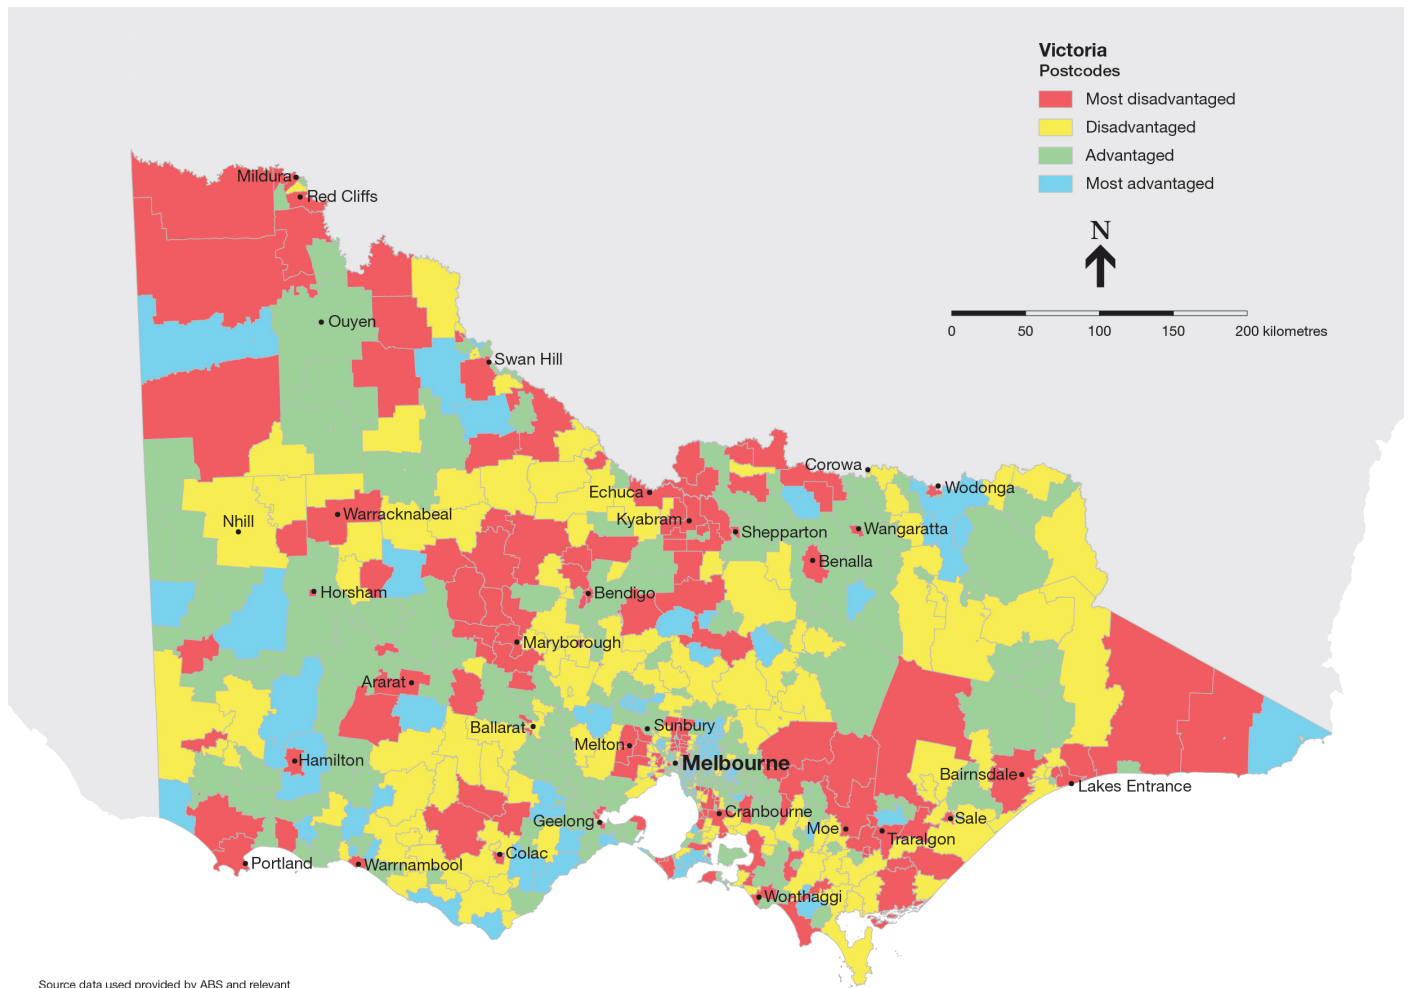 Victoria
Postcodes
Most disadvantaged
Disadvantaged
Advantaged
Most advantaged
N
0 50 100 150 200 kilometres
Mildura
Red Cliffs
Ouyen
Swan Hill
Corowa
Wodonga
Echuca
Warracknabeal
Nhill
Kyabram
Shepparton
Wangaratta
Benalla
Horsham
Bendigo
Maryborough
Ararat
Ballarat
Sunbury
Melton
Melbourne
Hamilton
Bairnsdale
Lakes Entrance
Geelong
Cranbourne
Moe
Sale
Traralgon
Colac
Portland
Warrnambool
Wonthaggi
Source data used provided by ABS and relevant